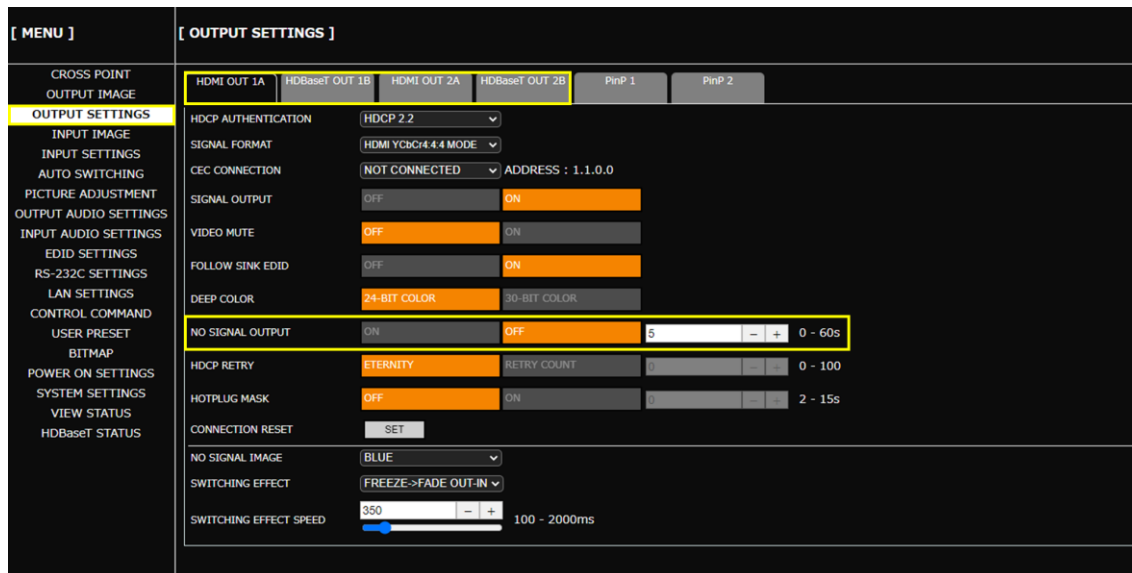 [ MENU ]
[ OUTPUT SETTINGS ]
CROSS POINT
OUTPUT IMAGE
OUTPUT SETTINGS
INPUT IMAGE
INPUT SETTINGS
AUTO SWITCHING
PICTURE ADJUSTMENT
OUTPUT AUDIO SETTINGS
INPUT AUDIO SETTINGS
EDID SETTINGS
RS-232C SETTINGS
LAN SETTINGS
CONTROL COMMAND
USER PRESET
BITMAP
POWER ON SETTINGS
SYSTEM SETTINGS
VIEW STATUS
HDBaseT STATUS
HDMI OUT 1A HDBaseT OUT 1B HDMI OUT 2A HDBaseT OUT 2B PinP 1 PinP 2
HDCP AUTHENTICATION HDCP 2.2
SIGNAL FORMAT HDMI YCbCr4:4:4 MODE
CEC CONNECTION NOT CONNECTED ADDRESS : 1.1.0.0
SIGNAL OUTPUT OFF ON
VIDEO MUTE OFF ON
FOLLOW SINK EDID OFF ON
DEEP COLOR 24-BIT COLOR 30-BIT COLOR
NO SIGNAL OUTPUT ON OFF 5 - + 0 - 60s
HDCP RETRY ETERNITY RETRY COUNT 0 - + 0 - 100
HOTPLUG MASK OFF ON 0 - + 2 - 15s
CONNECTION RESET SET
NO SIGNAL IMAGE BLUE
SWITCHING EFFECT FREEZE->FADE OUT-IN
SWITCHING EFFECT SPEED 350 - + 100 - 2000ms